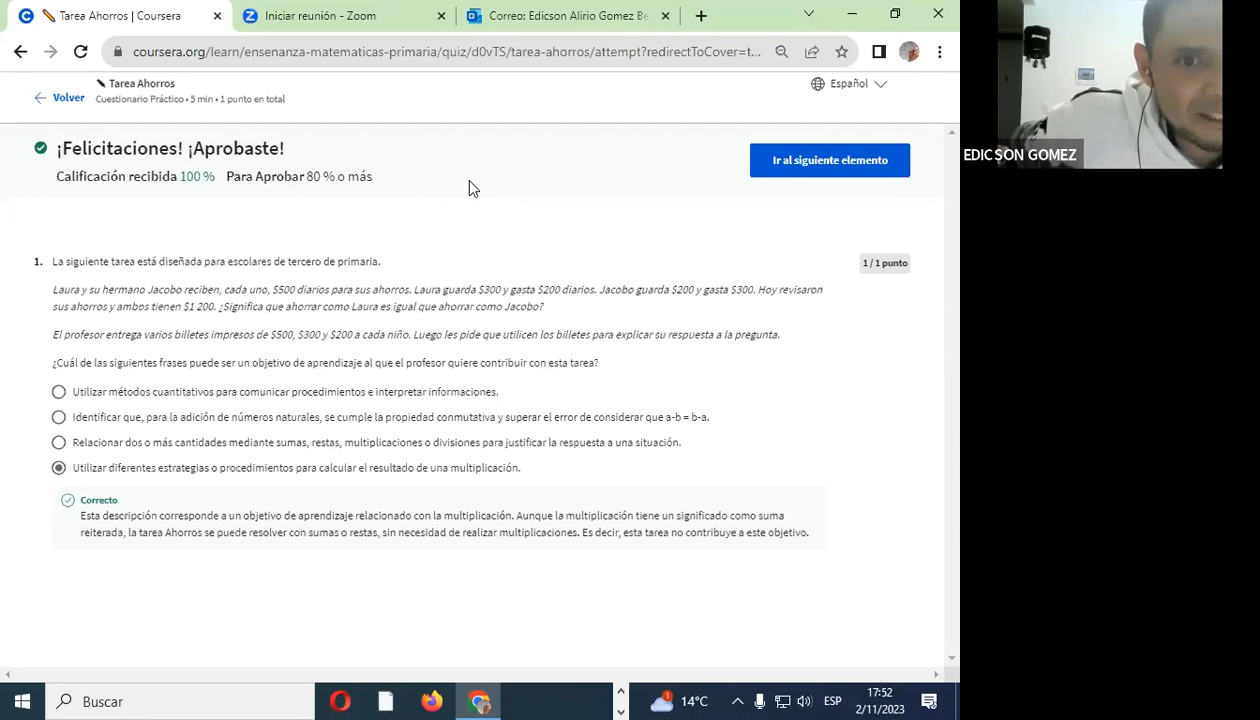 Tarea Ahorros | Coursera
Iniciar reunión - Zoom
Correo: Edicson Alirio Gomez Be
coursera.org/learn/ensenanza-matematicas-primaria/quiz/d0vTS/tarea-ahorros/attempt?redirectToCover=t...
Volver
Tarea Ahorros
Cuestionario Práctico • 5 min • 1 punto en total
Español
¡Felicitaciones! ¡Aprobaste!
Calificación recibida 100 % Para Aprobar 80 % o más
Ir al siguiente elemento
EDICSON GOMEZ
1. La siguiente tarea está diseñada para escolares de tercero de primaria.
1 / 1 punto
Laura y su hermano Jacobo reciben, cada uno, $500 diarios para sus ahorros. Laura guarda $300 y gasta $200 diarios. Jacobo guarda $200 y gasta $300. Hoy revisaron
sus ahorros y ambos tienen $1 200. ¿Significa que ahorrar como Laura es igual que ahorrar como Jacobo?
El profesor entrega varios billetes impresos de $500, $300 y $200 a cada niño. Luego les pide que utilicen los billetes para explicar su respuesta a la pregunta.
¿Cuál de las siguientes frases puede ser un objetivo de aprendizaje al que el profesor quiere contribuir con esta tarea?
Utilizar métodos cuantitativos para comunicar procedimientos e interpretar informaciones.
Identificar que, para la adición de números naturales, se cumple la propiedad conmutativa y superar el error de considerar que a-b = b-a.
Relacionar dos o más cantidades mediante sumas, restas, multiplicaciones o divisiones para justificar la respuesta a una situación.
Utilizar diferentes estrategias o procedimientos para calcular el resultado de una multiplicación.
Correcto
Esta descripción corresponde a un objetivo de aprendizaje relacionado con la multiplicación. Aunque la multiplicación tiene un significado como suma
reiterada, la tarea Ahorros se puede resolver con sumas o restas, sin necesidad de realizar multiplicaciones. Es decir, esta tarea no contribuye a este objetivo.
Buscar
1
14°C
ESP
17:52
2/11/2023